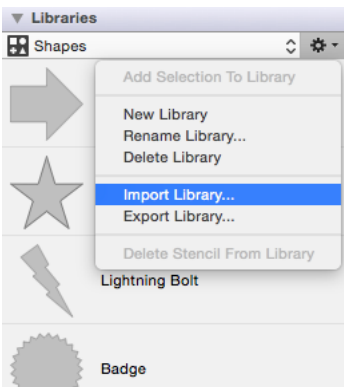 Libraries
Shapes
Add Selection To Library
New Library
Rename Library...
Delete Library
Import Library...
Export Library...
Delete Stencil From Library
Lightning Bolt
Badge